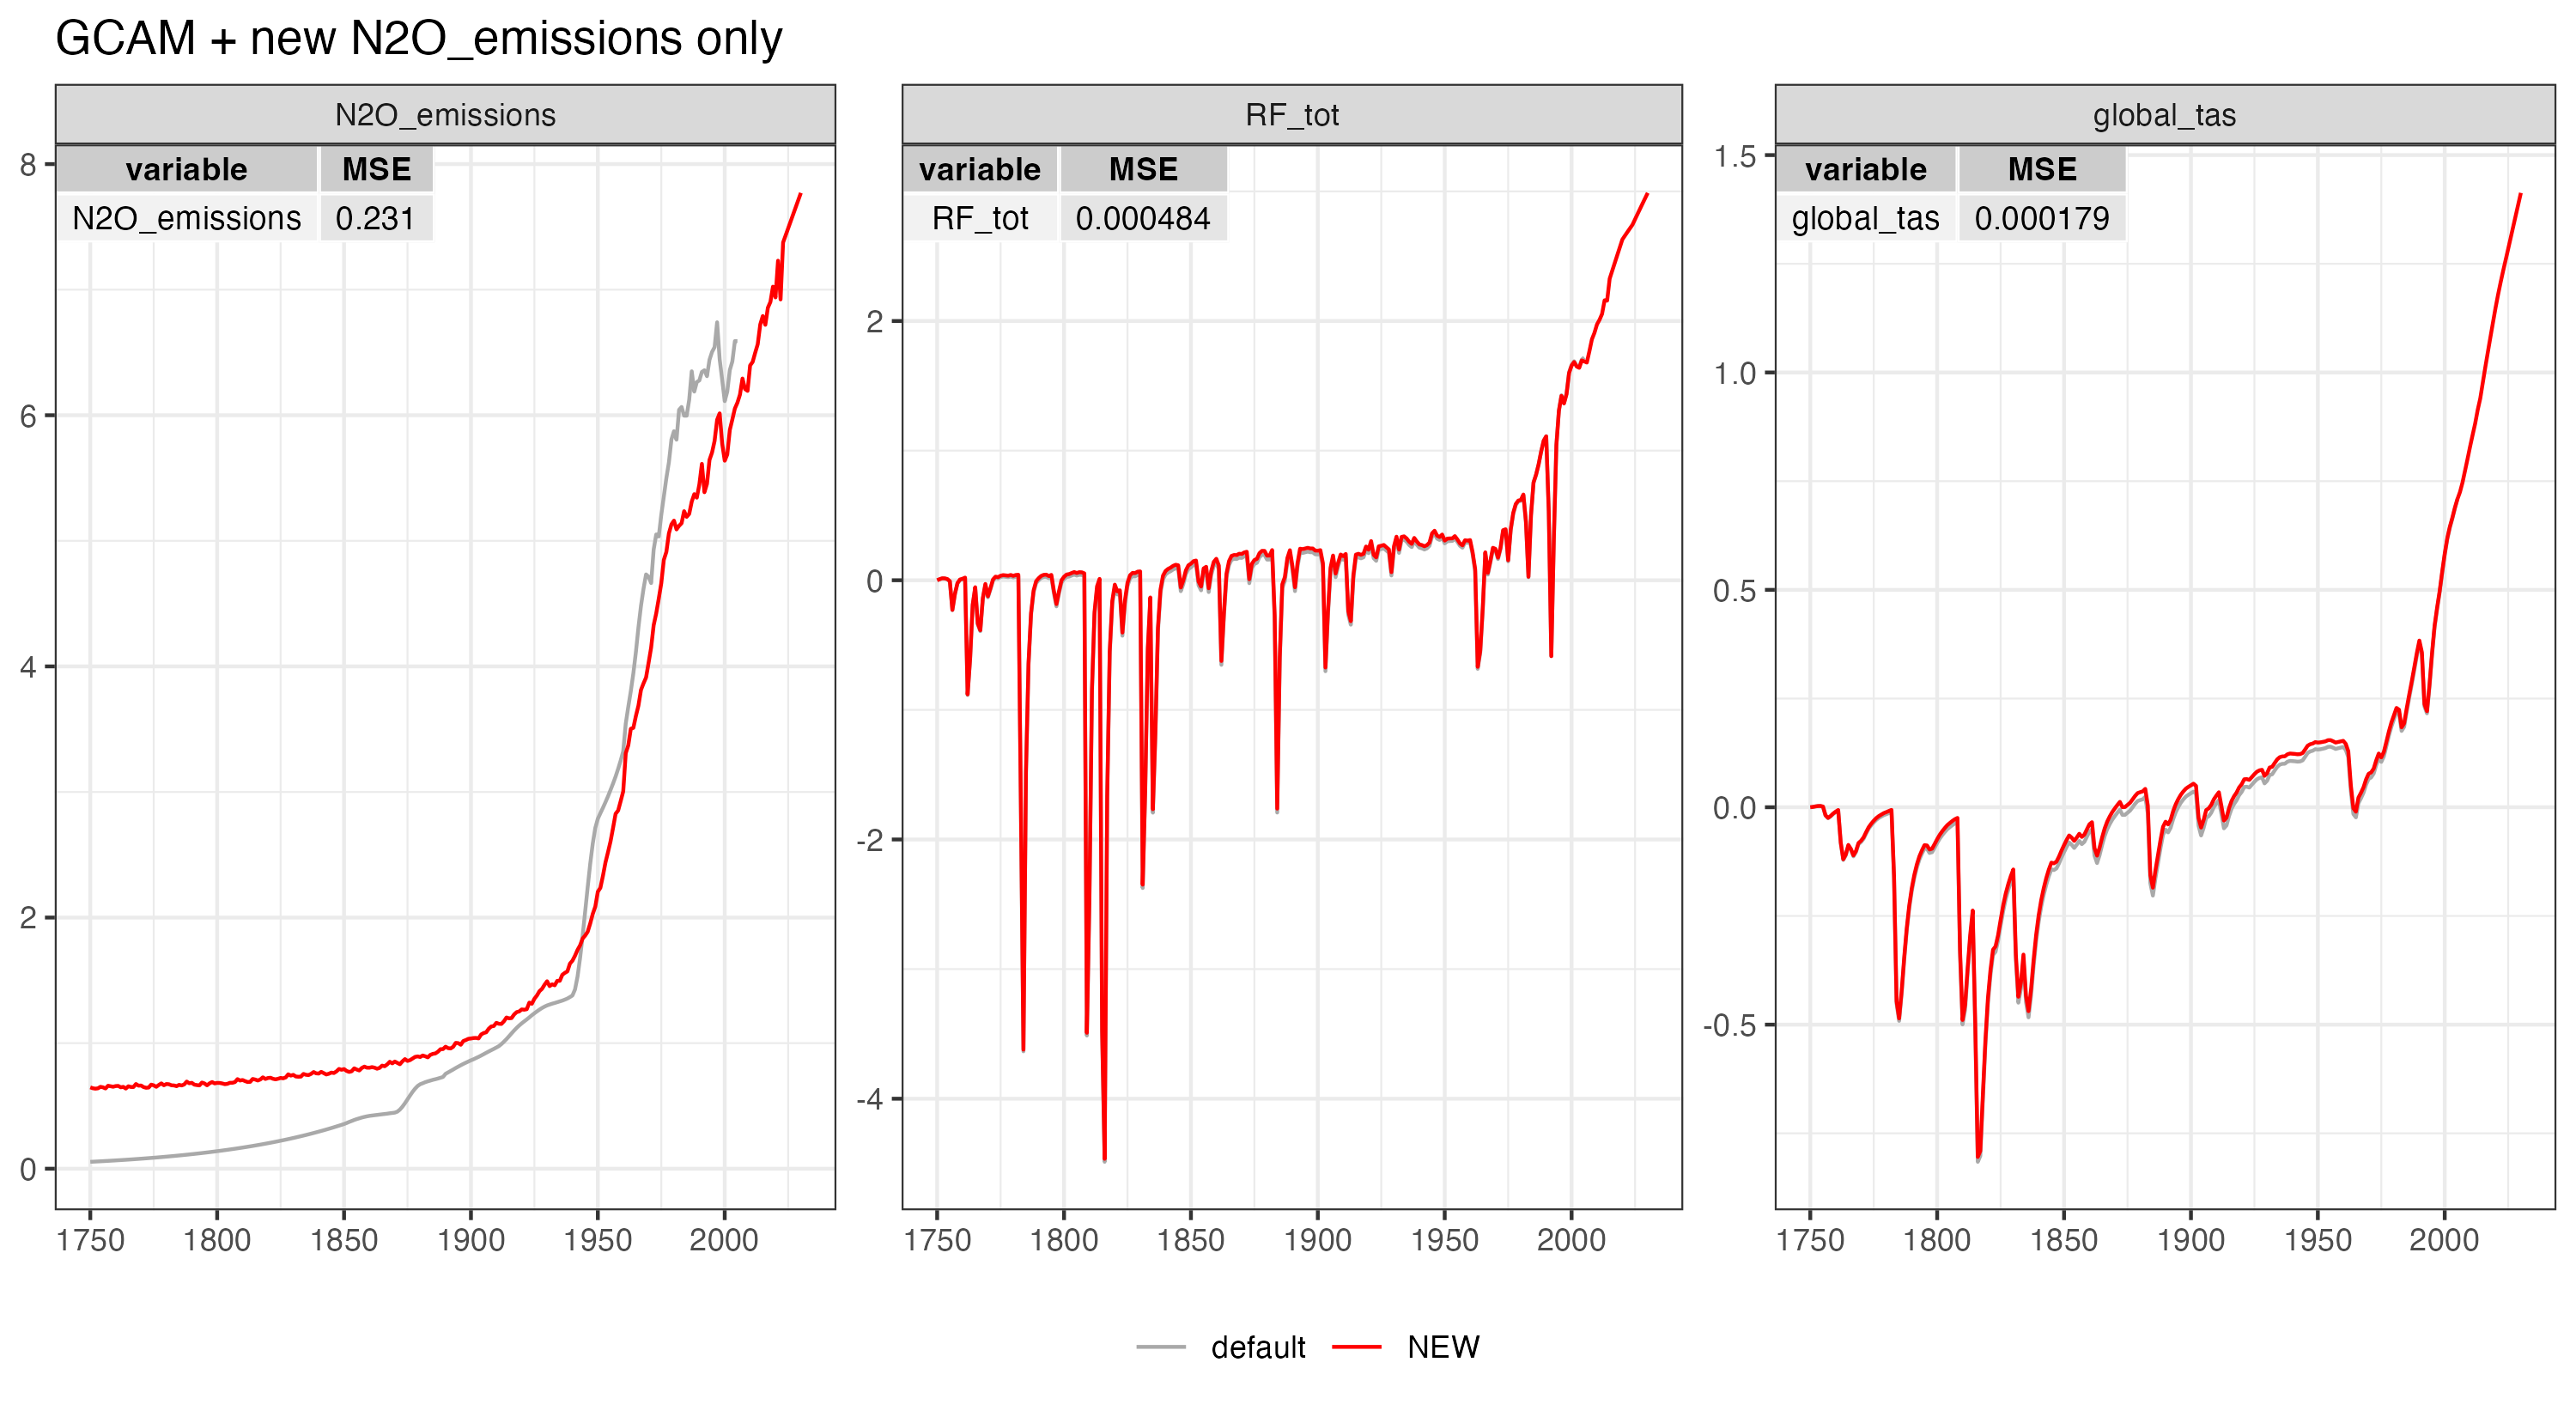 GCAM + new N2O_emissions only
N2O_emissions
variable MSE
N2O_emissions 0.231
8
6
4
2
0
1750 1800 1850 1900 1950 2000
RF_tot
variable MSE
RF_tot 0.000484
2
0
-2
-4
1750 1800 1850 1900 1950 2000
global_tas
variable MSE
global_tas 0.000179
1.5
1.0
0.5
0.0
-0.5
1750 1800 1850 1900 1950 2000
default NEW